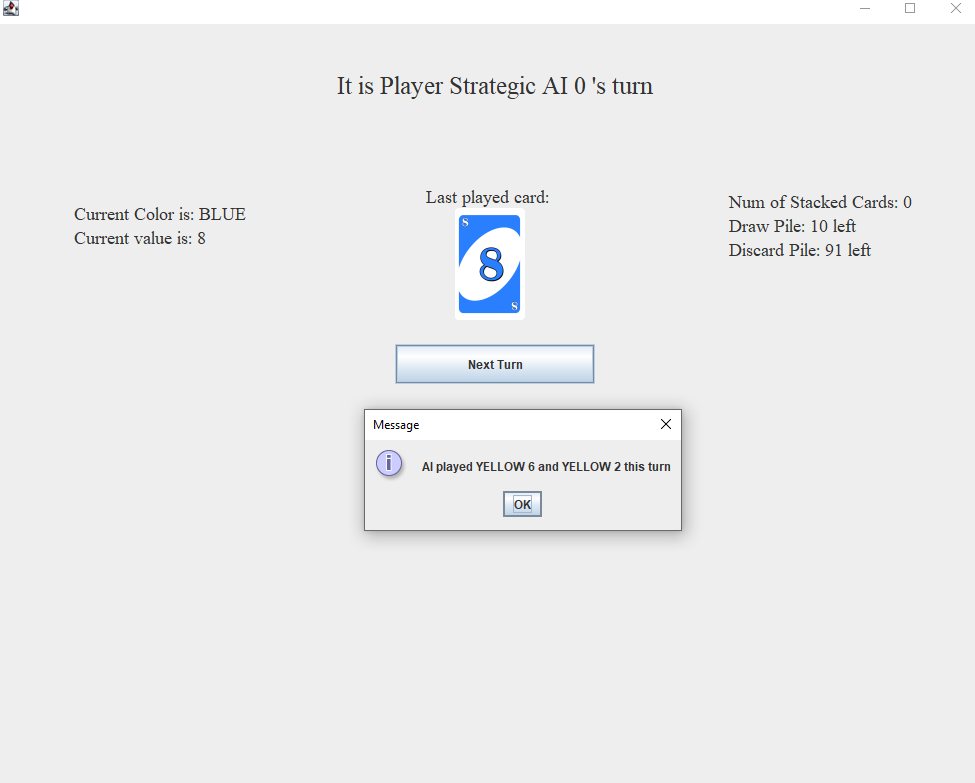 It is Player Strategic AI 0 's turn
Current Color is: BLUE
Current value is: 8
Last played card:
8
8
8
Num of Stacked Cards: 0
Draw Pile: 10 left
Discard Pile: 91 left
Next Turn
Message
AI played YELLOW 6 and YELLOW 2 this turn
OK